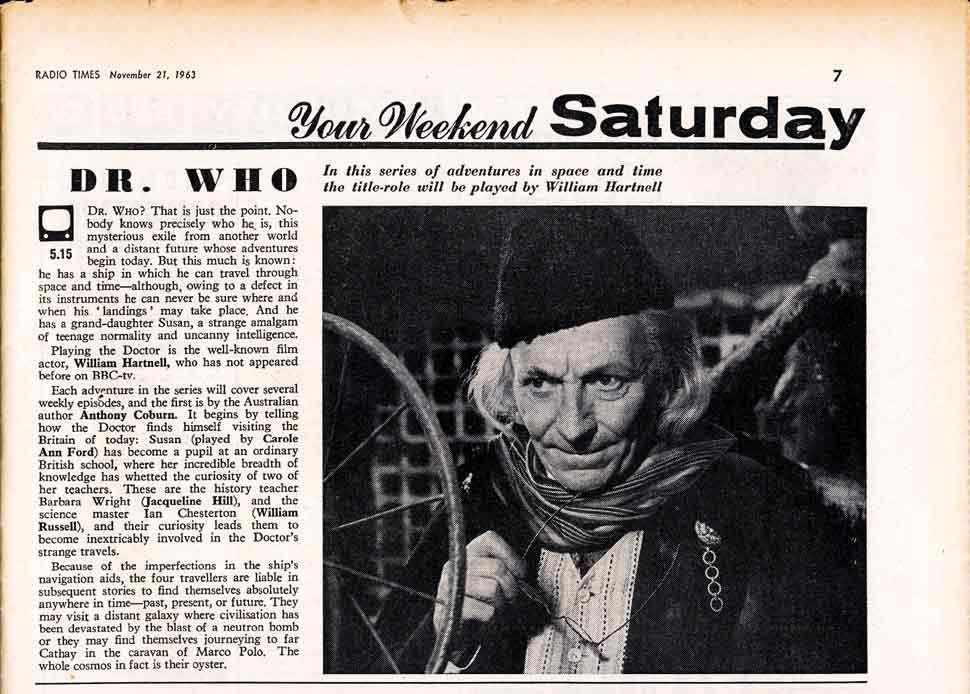 RADIO TIMES November 21, 1963
7
Your Weekend Saturday
DR. WHO
In this series of adventures in space and time
the title-role will be played by William Hartnell
5.15
DR. WHO? That is just the point. No-
body knows precisely who he is, this
mysterious exile from another world
and a distant future whose adventures
begin today. But this much is known:
he has a ship in which he can travel through
space and time—although, owing to a defect in
its instruments he can never be sure where and
when his 'landings' may take place. And he
has a grand-daughter Susan, a strange amalgam
of teenage normality and uncanny intelligence.
Playing the Doctor is the well-known film
actor, William Hartnell, who has not appeared
before on BBC-tv.
Each adventure in the series will cover several
weekly episodes, and the first is by the Australian
author Anthony Coburn. It begins by telling
how the Doctor finds himself visiting the
Britain of today: Susan (played by Carole
Ann Ford) has become a pupil at an ordinary
British school, where her incredible breadth of
knowledge has whetted the curiosity of two of
her teachers. These are the history teacher
Barbara Wright (Jacqueline Hill), and the
science master Ian Chesterton (William
Russell), and their curiosity leads them to
become inextricably involved in the Doctor's
strange travels.
Because of the imperfections in the ship's
navigation aids, the four travellers are liable in
subsequent stories to find themselves absolutely
anywhere in time—past, present, or future. They
may visit a distant galaxy where civilisation has
been devastated by the blast of a neutron bomb
or they may find themselves journeying to far
Cathay in the caravan of Marco Polo. The
whole cosmos in fact is their oyster.